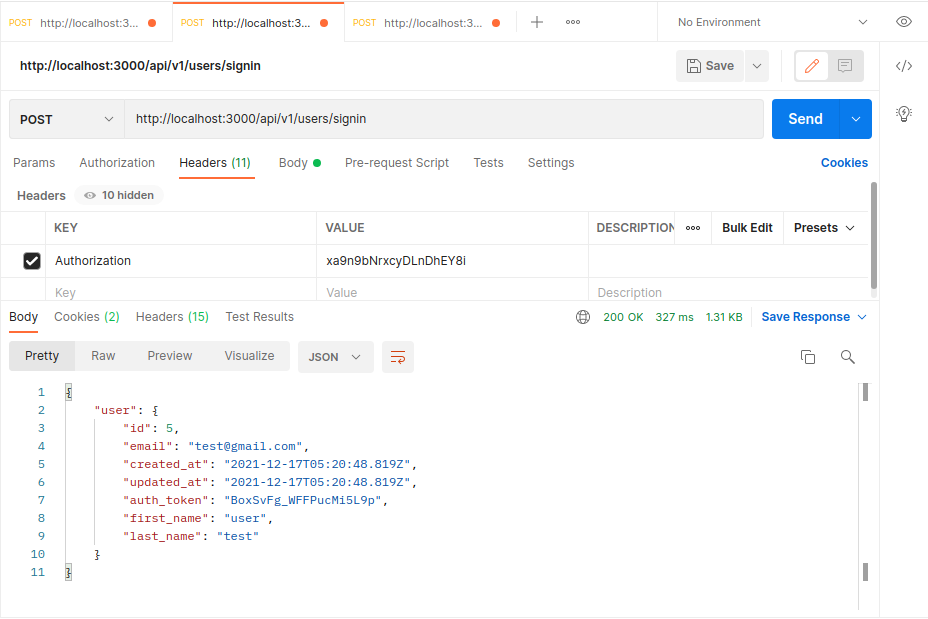 POST http://localhost:3... POST http://localhost:3... POST http://localhost:3... No Environment
http://localhost:3000/api/v1/users/signin Save
POST http://localhost:3000/api/v1/users/signin Send
Params Authorization Headers (11) Body Pre-request Script Tests Settings Cookies
Headers 10 hidden
KEY VALUE DESCRIPTION Bulk Edit Presets
Authorization xa9n9bNrxcyDLnDhEY8i
Key Value Description
Body Cookies (2) Headers (15) Test Results 200 OK 327 ms 1.31 KB Save Response
Pretty Raw Preview Visualize JSON
1 {
2 "user": {
3 "id": 5,
4 "email": "test@gmail.com",
5 "created_at": "2021-12-17T05:20:48.819Z",
6 "updated_at": "2021-12-17T05:20:48.819Z",
7 "auth_token": "BoxSvFg_WFFPucMi5L9p",
8 "first_name": "user",
9 "last_name": "test"
10 }
11 }